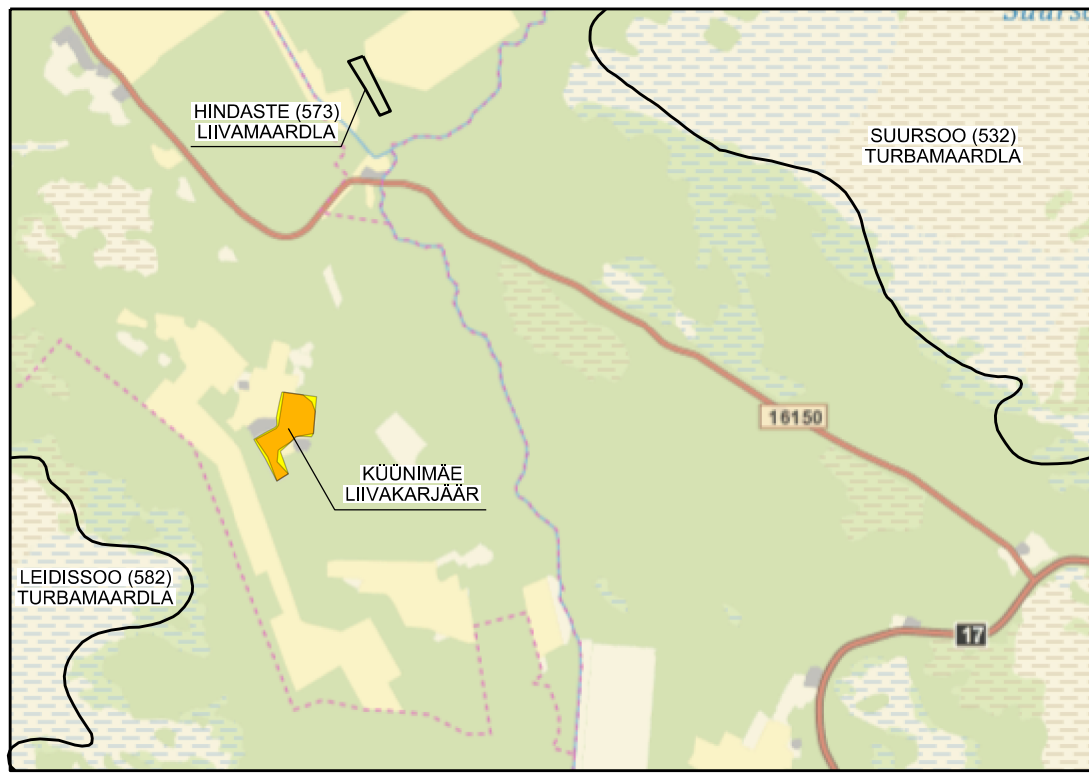 HINDASTE (573)
LIIVAMAARDLA
SUURSOO (532)
TURBAMAARDLA
16150
KÜÜNIMÄE
LIIVAKARJÄÄR
LEIDISSOO (582)
TURBAMAARDLA
17